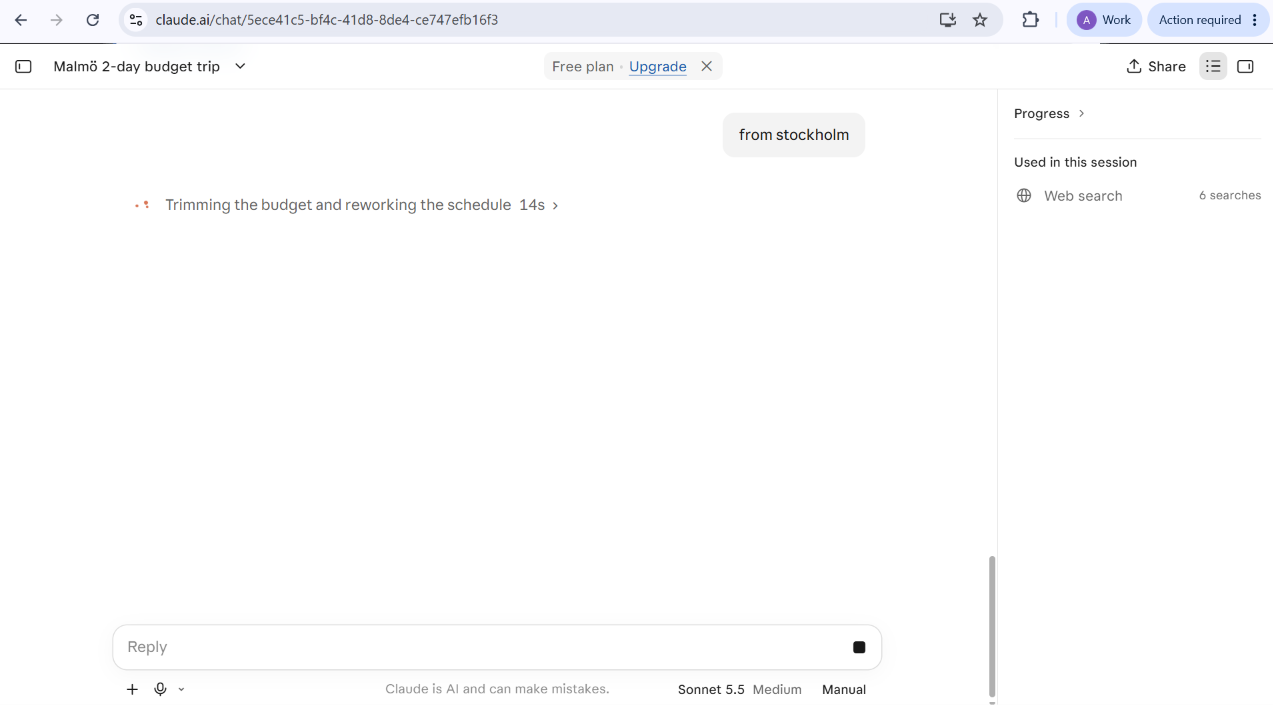 claude.ai/chat/5ece41c5-bf4c-41d8-8de4-ce747efb16f3
A Work
Action required
Malmö 2-day budget trip
Free plan · Upgrade
Share
from stockholm
Trimming the budget and reworking the schedule 14s
Progress
Used in this session
Web search 6 searches
Reply
Claude is AI and can make mistakes.
Sonnet 5.5 Medium
Manual